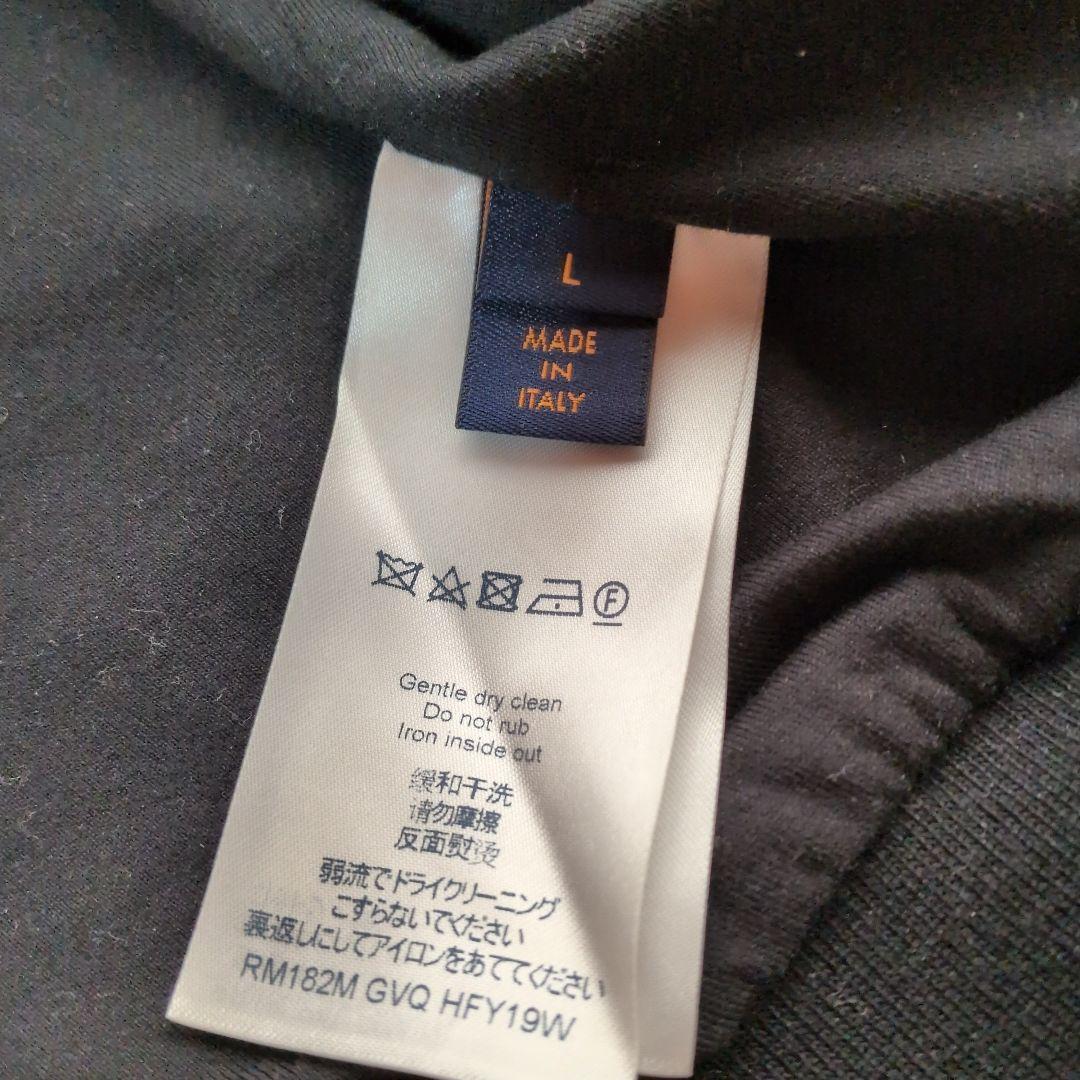 L
MADE
IN
ITALY
F
Gentle dry clean
Do not rub
Iron inside out
缓和干洗
请勿摩擦
反面熨烫
弱流でドライクリーニング
こすらないでください
裏返しにしてアイロンをあててください
RM182M GVQ HFY19W